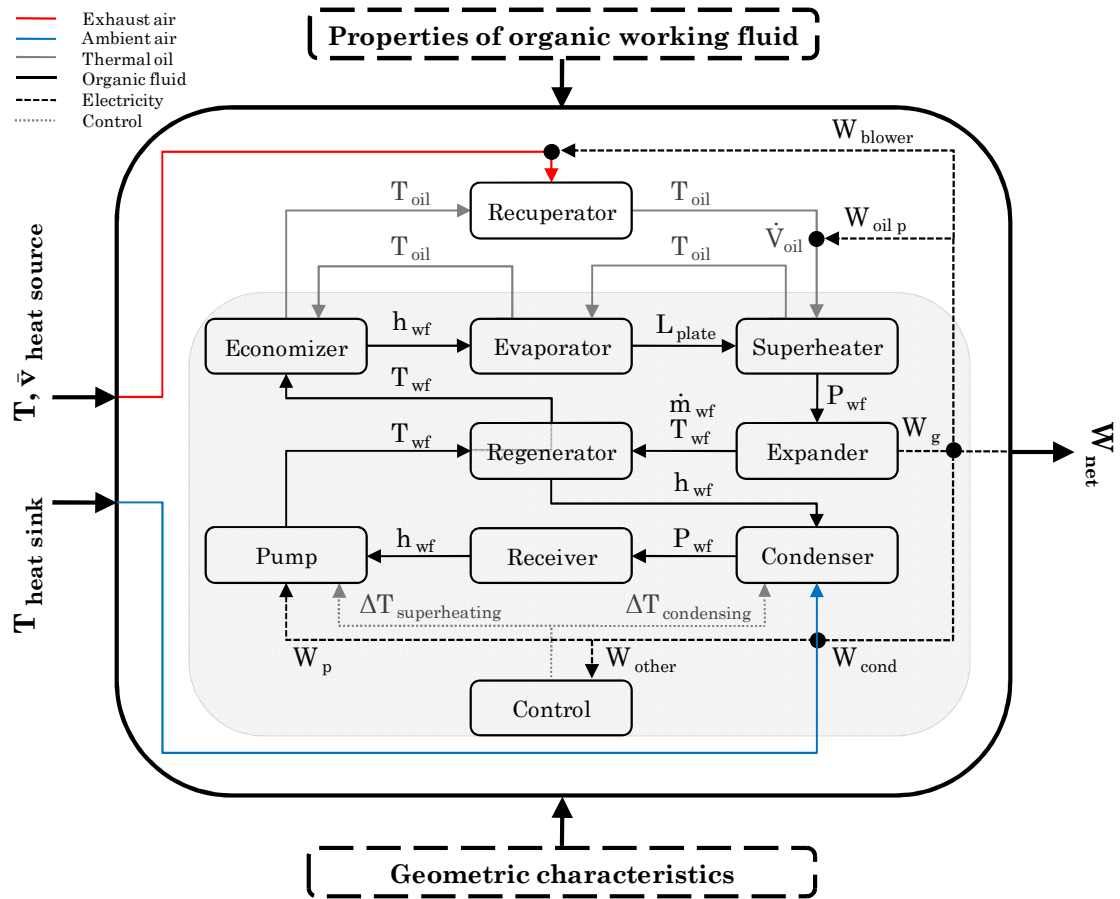 Exhaust air
Ambient air
Thermal oil
Organic fluid
Electricity
Control
Properties of organic working fluid
W blower
T oil
Recuperator
T oil
W oil p
V̇ oil
T oil
T oil
T, v̄ heat source
Economizer
h wf
Evaporator
L plate
Superheater
T wf
P wf
ṁ wf
T wf
T wf
Regenerator
Expander
W g
W net
h wf
T heat sink
Pump
h wf
Receiver
P wf
Condenser
ΔT superheating
ΔT condensing
W p
W other
W cond
Control
Geometric characteristics